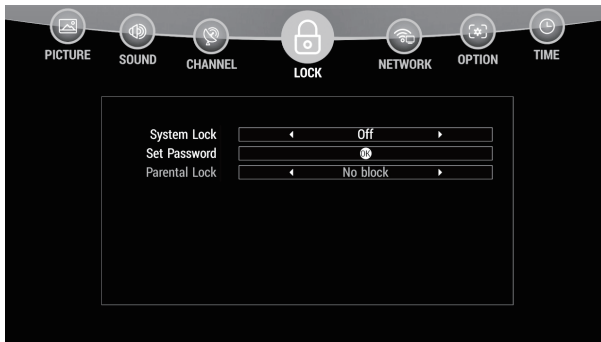 PICTURE
SOUND
CHANNEL
LOCK
NETWORK
OPTION
TIME
System Lock Off
Set Password OK
Parental Lock No block